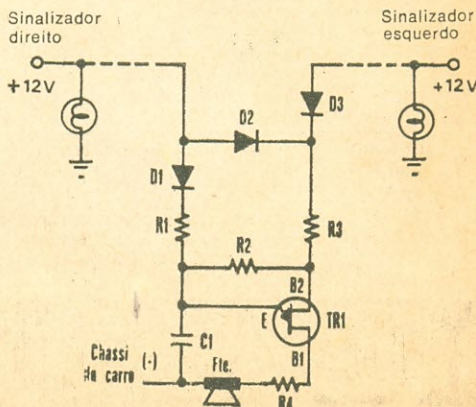 Sinalizador
direito
+12V
Sinalizador
esquerdo
+12V
D2
D3
D1
R1
R3
R2
B2
E
TR1
C1
B1
Chassi (-)
do carro
Fte.
R4